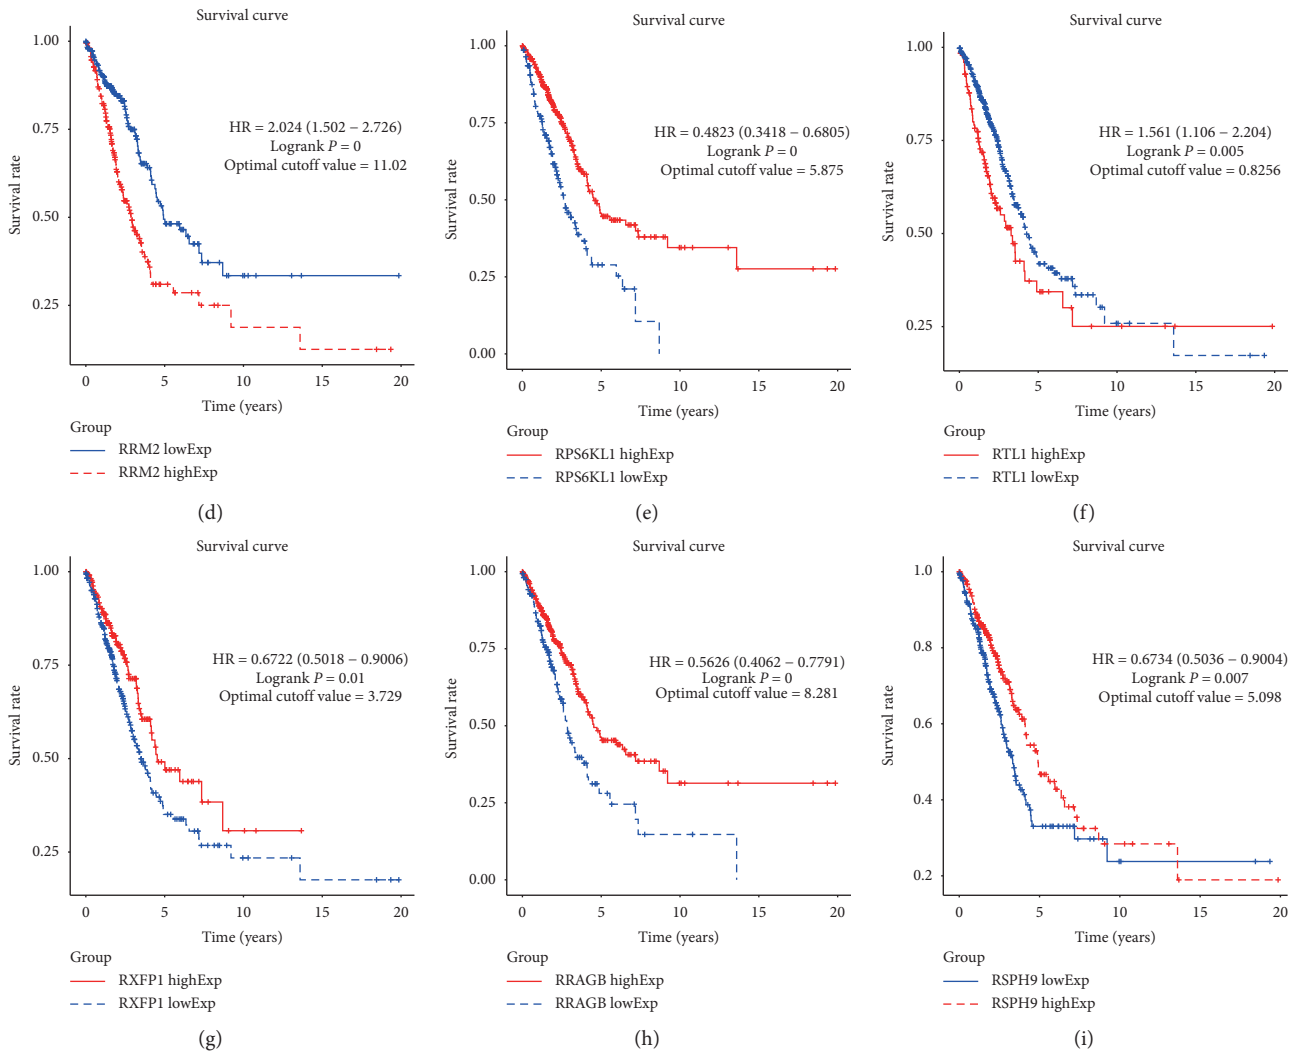 Survival curve
1.00
0.75
0.50
0.25
Survival rate
HR = 2.024 (1.502 − 2.726)
Logrank P = 0
Optimal cutoff value = 11.02
0 5 10 15 20
Time (years)
Group
RRM2 lowExp
RRM2 highExp
(d)
Survival curve
1.00
0.75
0.50
0.25
0.00
Survival rate
HR = 0.4823 (0.3418 − 0.6805)
Logrank P = 0
Optimal cutoff value = 5.875
0 5 10 15 20
Time (years)
Group
RPS6KL1 highExp
RPS6KL1 lowExp
(e)
Survival curve
1.00
0.75
0.50
0.25
Survival rate
HR = 1.561 (1.106 − 2.204)
Logrank P = 0.005
Optimal cutoff value = 0.8256
0 5 10 15 20
Time (years)
Group
RTL1 highExp
RTL1 lowExp
(f)
Survival curve
1.00
0.75
0.50
0.25
Survival rate
HR = 0.6722 (0.5018 − 0.9006)
Logrank P = 0.01
Optimal cutoff value = 3.729
0 5 10 15 20
Time (years)
Group
RXFP1 highExp
RXFP1 lowExp
(g)
Survival curve
1.00
0.75
0.50
0.25
0.00
Survival rate
HR = 0.5626 (0.4062 − 0.7791)
Logrank P = 0
Optimal cutoff value = 8.281
0 5 10 15 20
Time (years)
Group
RRAGB highExp
RRAGB lowExp
(h)
Survival curve
1.0
0.8
0.6
0.4
0.2
Survival rate
HR = 0.6734 (0.5036 − 0.9004)
Logrank P = 0.007
Optimal cutoff value = 5.098
0 5 10 15 20
Time (years)
Group
RSPH9 lowExp
RSPH9 highExp
(i)